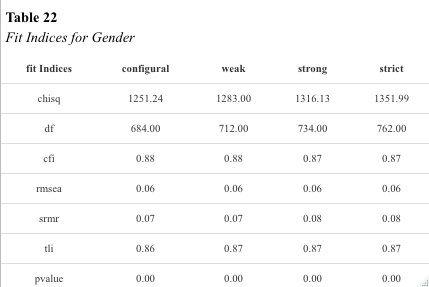 Table 22
Fit Indices for Gender
fit Indices configural weak strong strict
chisq 1251.24 1283.00 1316.13 1351.99
df 684.00 712.00 734.00 762.00
cfi 0.88 0.88 0.87 0.87
rmsea 0.06 0.06 0.06 0.06
srmr 0.07 0.07 0.08 0.08
tli 0.86 0.87 0.87 0.87
pvalue 0.00 0.00 0.00 0.00